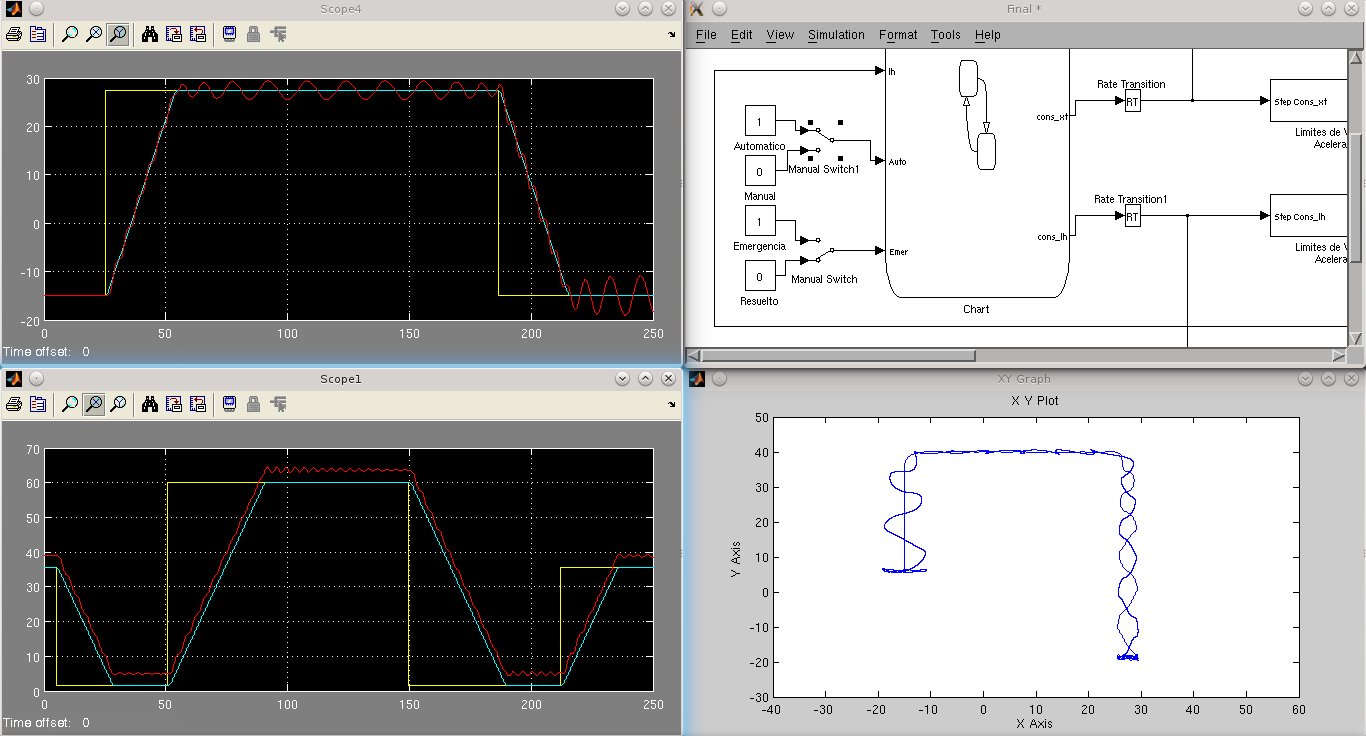 Scope4
30
20
10
0
-10
-20
0
50
100
150
200
250
Time offset: 0
Final *
File Edit View Simulation Format Tools Help
lh
1
Automatico
0
Manual
Manual Switch1
Auto
1
Emergencia
0
Resuelto
Manual Switch
Emer
cons_xt
cons_lh
Chart
Rate Transition
RT
Step Cons_xt
Limites de V
Acelera
Rate Transition1
RT
Step Cons_lh
Limites de V
Acelera
Scope1
70
60
50
40
30
20
10
0
0
50
100
150
200
250
Time offset: 0
XY Graph
X Y Plot
Y Axis
50
40
30
20
10
0
-10
-20
-30
-40
-30
-20
-10
0
10
20
30
40
50
60
X Axis